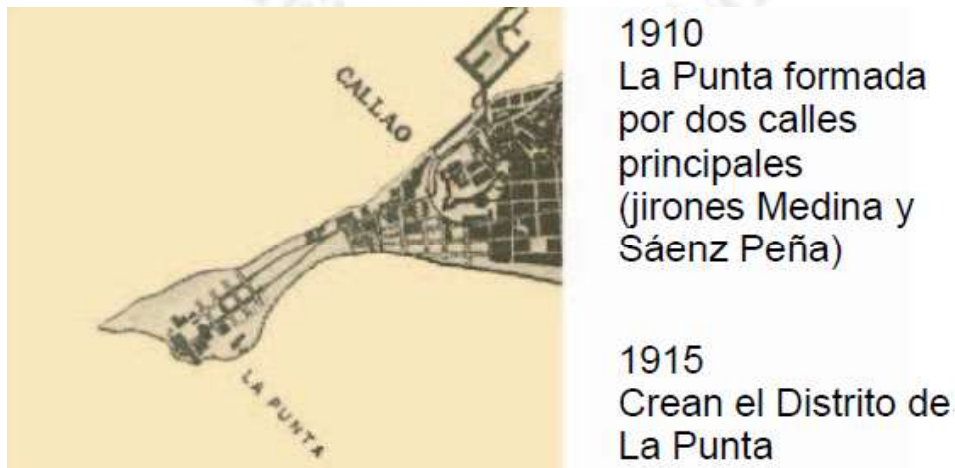 CALLAO
LA PUNTA
1910
La Punta formada
por dos calles
principales
(jirones Medina y
Sáenz Peña)
1915
Crean el Distrito de
La Punta